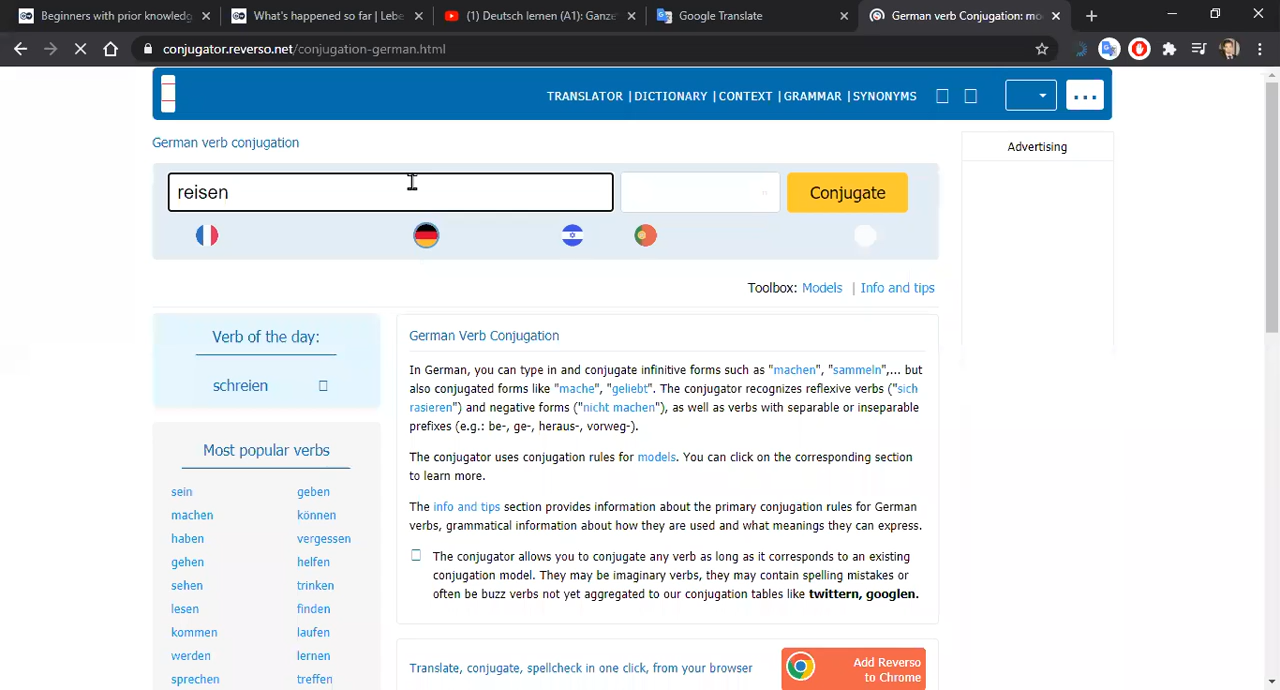 Beginners with prior knowledg
What's happened so far | Lebe
(1) Deutsch lernen (A1): Ganze
Google Translate
German verb Conjugation: mo
conjugator.reverso.net/conjugation-german.html
TRANSLATOR | DICTIONARY | CONTEXT | GRAMMAR | SYNONYMS
German verb conjugation
Advertising
reisen
Conjugate
Toolbox: Models | Info and tips
Verb of the day:
schreien
Most popular verbs
sein geben
machen können
haben vergessen
gehen helfen
sehen trinken
lesen finden
kommen laufen
werden lernen
sprechen treffen
German Verb Conjugation
In German, you can type in and conjugate infinitive forms such as "machen", "sammeln",... but
also conjugated forms like "mache", "geliebt". The conjugator recognizes reflexive verbs ("sich
rasieren") and negative forms ("nicht machen"), as well as verbs with separable or inseparable
prefixes (e.g.: be-, ge-, heraus-, vorweg-).
The conjugator uses conjugation rules for models. You can click on the corresponding section
to learn more.
The info and tips section provides information about the primary conjugation rules for German
verbs, grammatical information about how they are used and what meanings they can express.
The conjugator allows you to conjugate any verb as long as it corresponds to an existing
conjugation model. They may be imaginary verbs, they may contain spelling mistakes or
often be buzz verbs not yet aggregated to our conjugation tables like twittern, googlen.
Translate, conjugate, spellcheck in one click, from your browser
Add Reverso
to Chrome